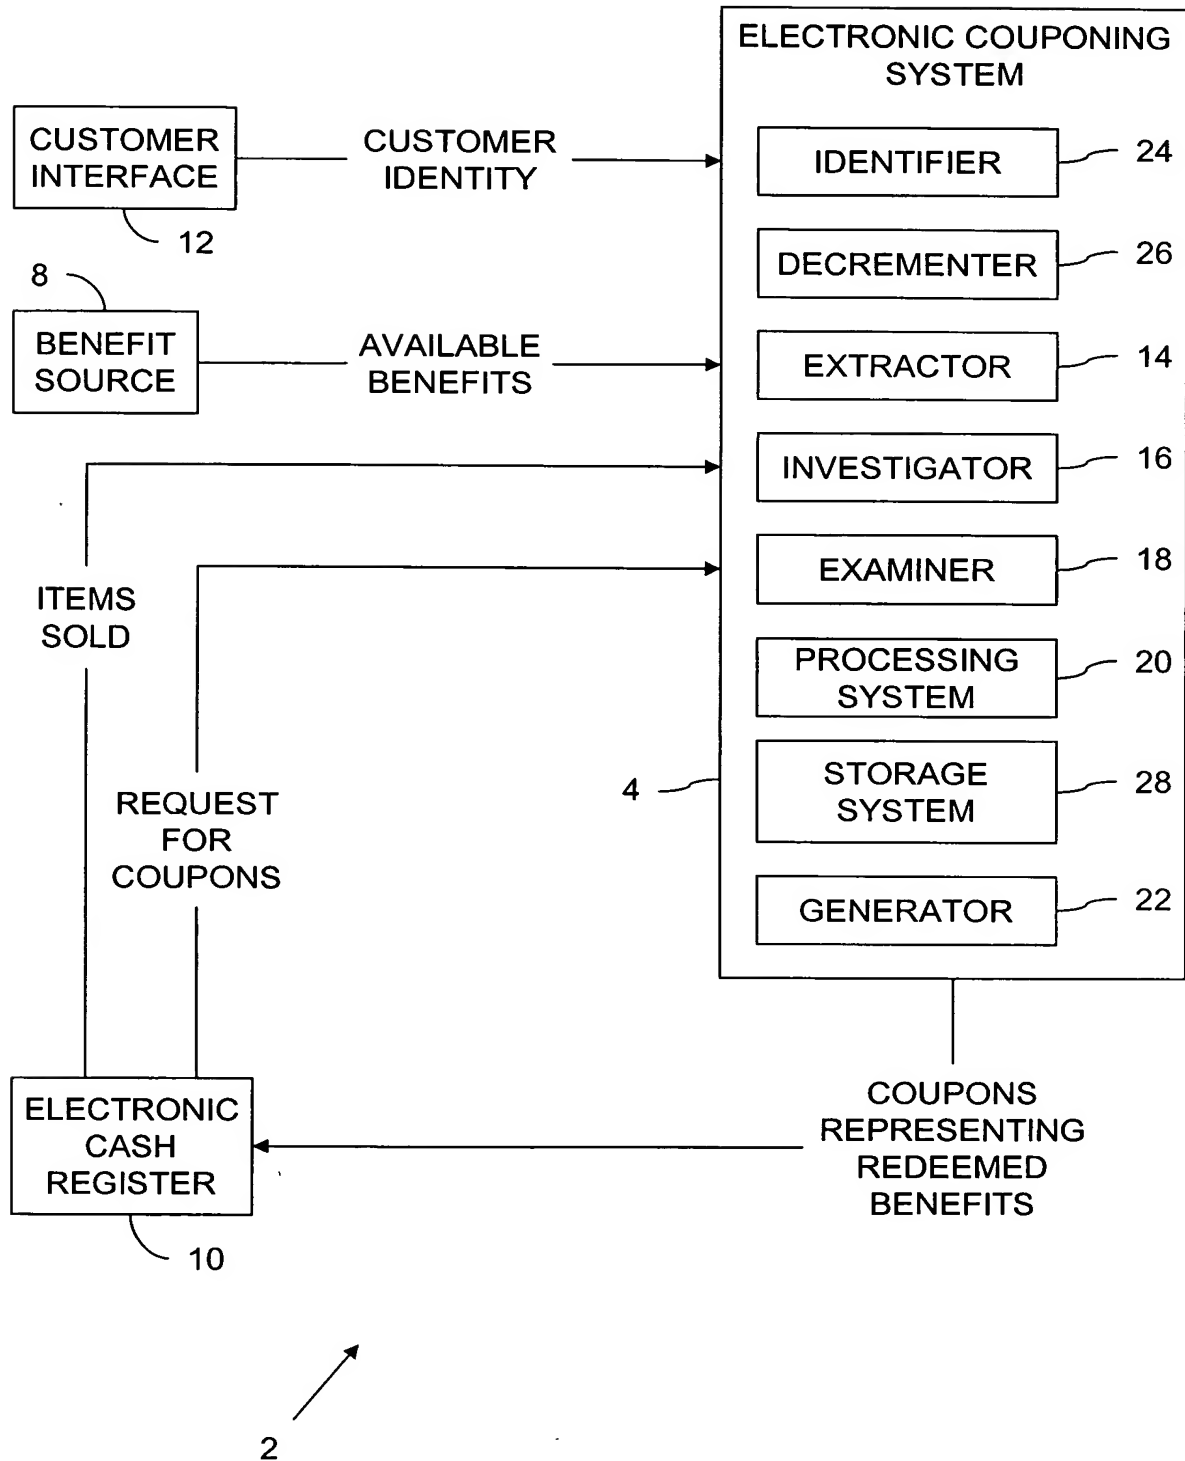 ELECTRONIC COUPONING
SYSTEM
CUSTOMER
INTERFACE
12
CUSTOMER
IDENTITY
IDENTIFIER
24
8
BENEFIT
SOURCE
AVAILABLE
BENEFITS
DECREMENTER
26
EXTRACTOR
14
INVESTIGATOR
16
ITEMS
SOLD
EXAMINER
18
PROCESSING
SYSTEM
20
REQUEST
FOR
COUPONS
4
STORAGE
SYSTEM
28
GENERATOR
22
ELECTRONIC
CASH
REGISTER
10
COUPONS
REPRESENTING
REDEEMED
BENEFITS
2